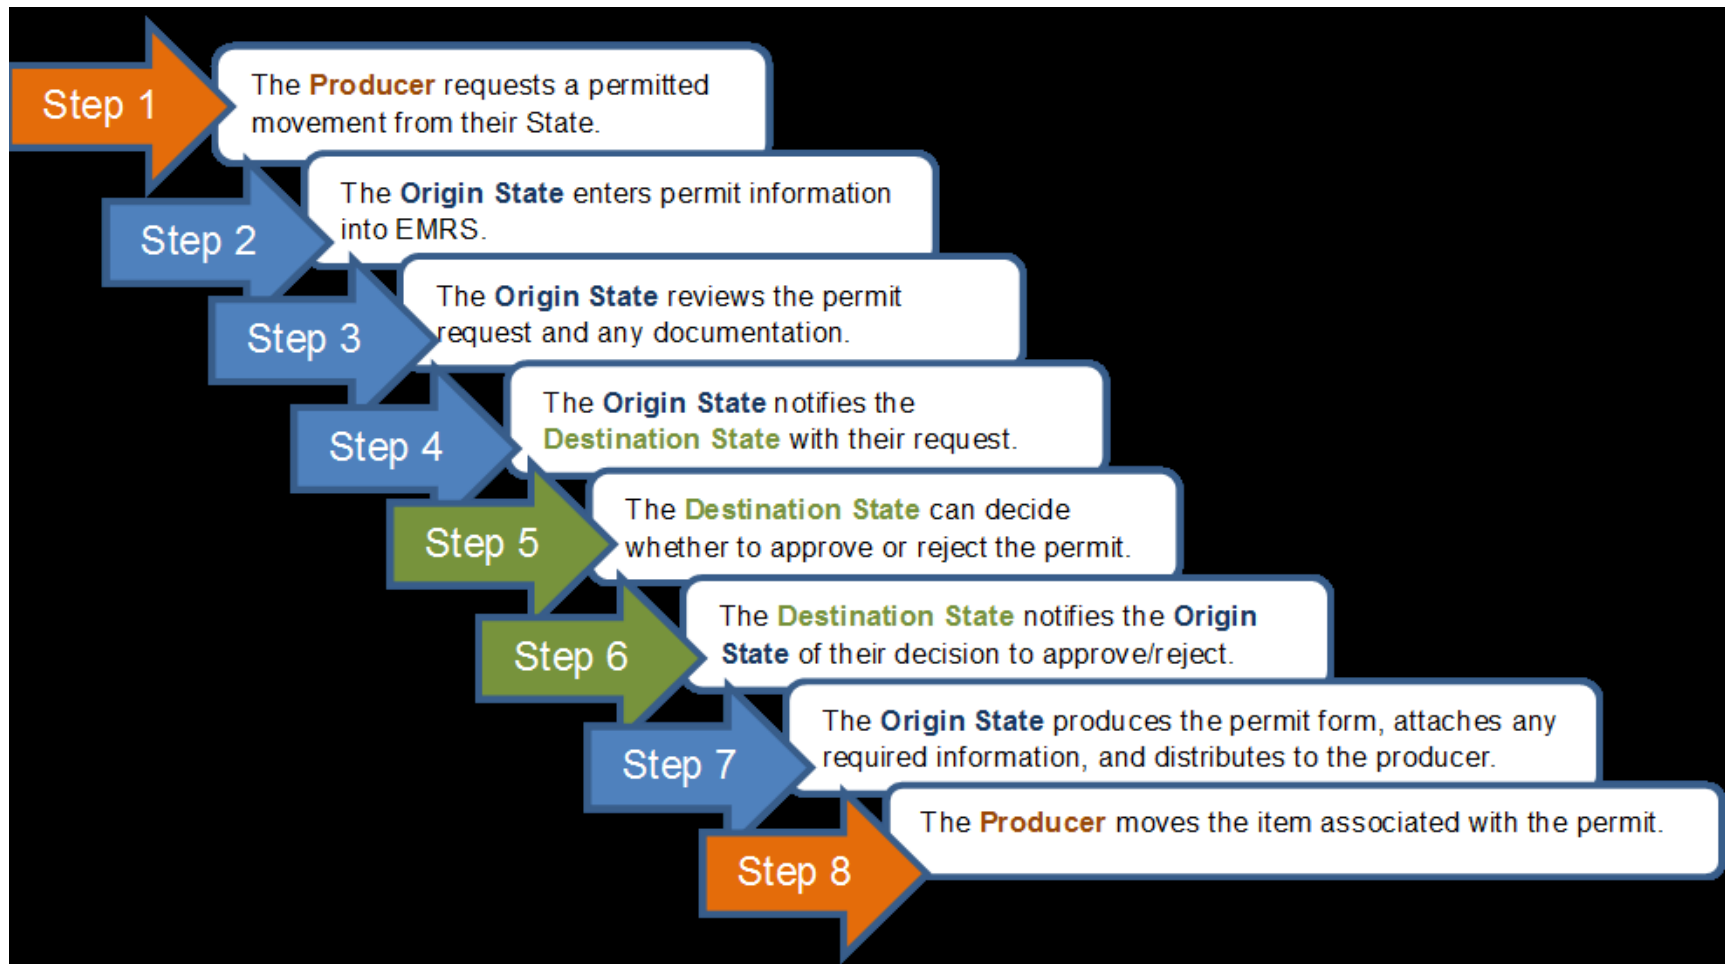 Step 1
The Producer requests a permitted
movement from their State.
Step 2
The Origin State enters permit information
into EMRS.
Step 3
The Origin State reviews the permit
request and any documentation.
Step 4
The Origin State notifies the
Destination State with their request.
Step 5
The Destination State can decide
whether to approve or reject the permit.
Step 6
The Destination State notifies the Origin
State of their decision to approve/reject.
Step 7
The Origin State produces the permit form, attaches any
required information, and distributes to the producer.
Step 8
The Producer moves the item associated with the permit.